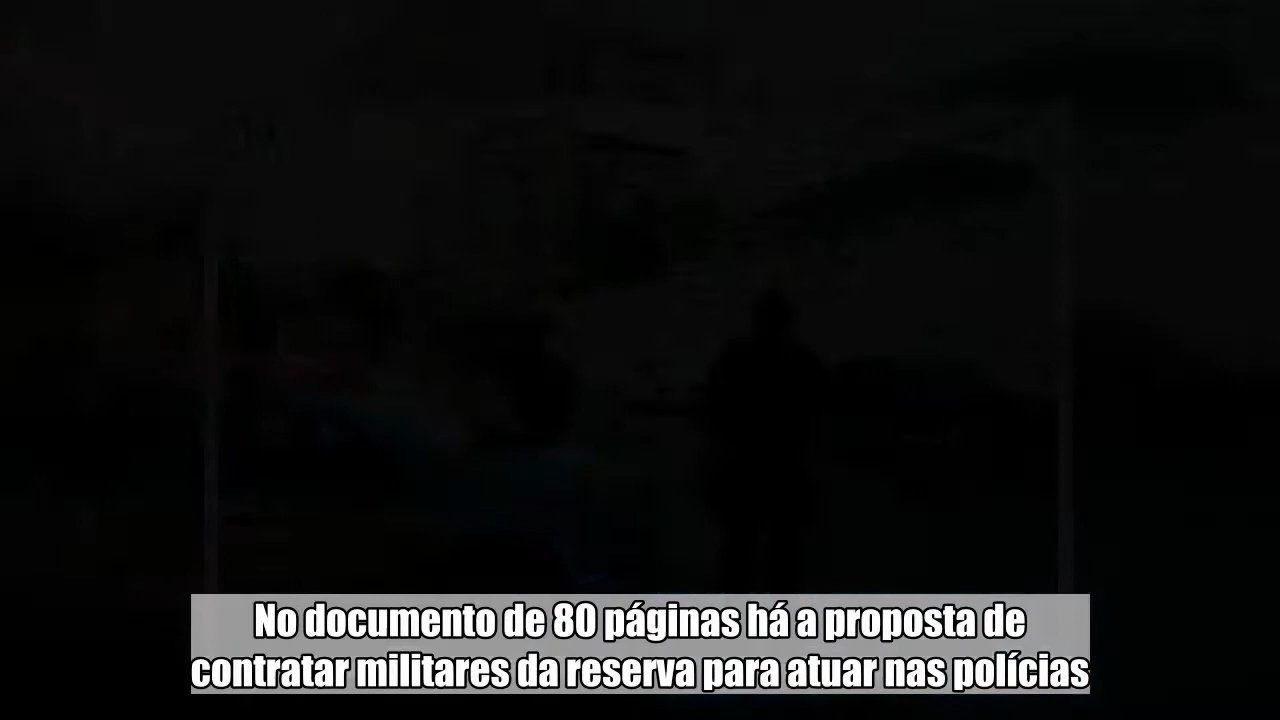 No documento de 80 páginas há a proposta de
contratar militares da reserva para atuar nas polícias